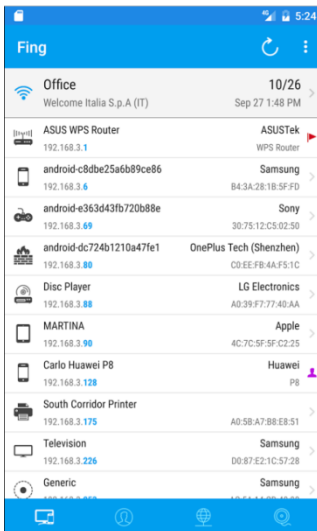 4G 5:24
Fing
Office 10/26
Welcome Italia S.p.A (IT) Sep 27 1:48 PM
ASUS WPS Router ASUSTek
192.168.3.1 WPS Router
android-c8dbe25a6b89ce86 Samsung
192.168.3.6 B4:3A:28:1B:5F:FD
android-e363d43fb720b88e Sony
192.168.3.69 30:75:12:C5:02:50
android-dc724b1210a47fe1 OnePlus Tech (Shenzhen)
192.168.3.80 C0:EE:FB:4A:F5:1C
Disc Player LG Electronics
192.168.3.88 A0:39:F7:77:40:AA
MARTINA Apple
192.168.3.90 4C:7C:5F:5F:C2:25
Carlo Huawei P8 Huawei
192.168.3.128 P8
South Corridor Printer
192.168.3.175 A0:5B:A7:B8:E8:51
Television Samsung
192.168.3.226 D0:87:E2:1C:57:28
Generic Samsung